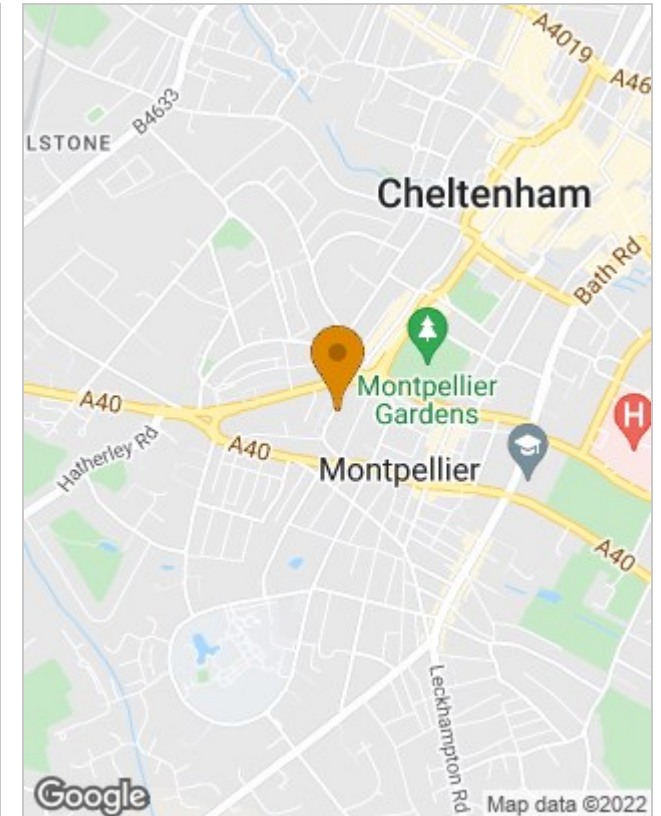 A4019
A46
B4633
LSTONE
Cheltenham
Bath Rd
Montpellier
Gardens
H
A40
Hatherley Rd
A40
Montpellier
A40
Leckhampton Rd
Google
Map data ©2022